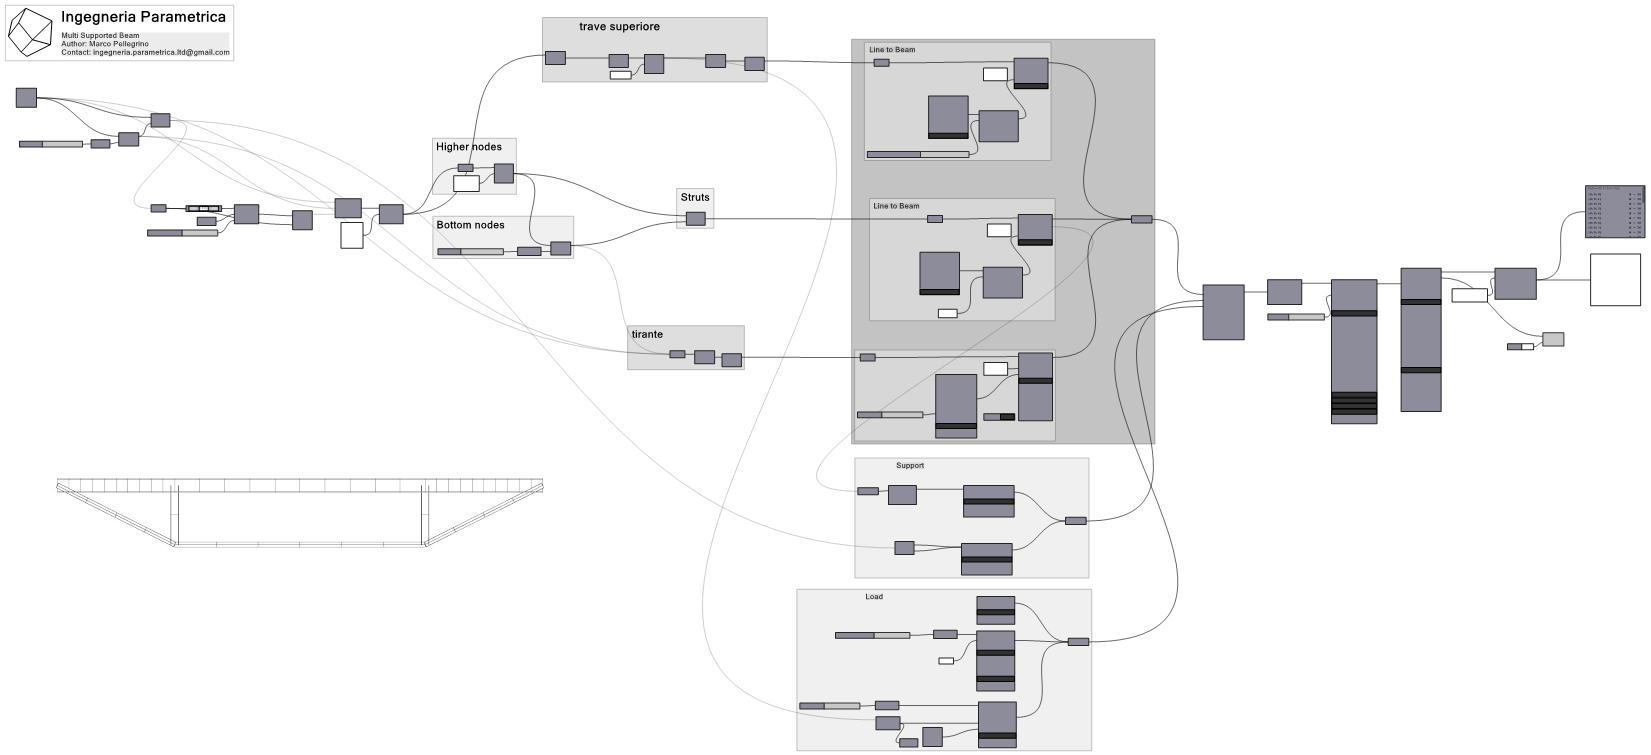 Ingegneria Parametrica
Multi Supported Beam
Author: Marco Pellegrino
Contact: ingegneria.parametrica.ltd@gmail.com
trave superiore
Higher nodes
Bottom nodes
Struts
tirante
Line to Beam
Line to Beam
Support
Load